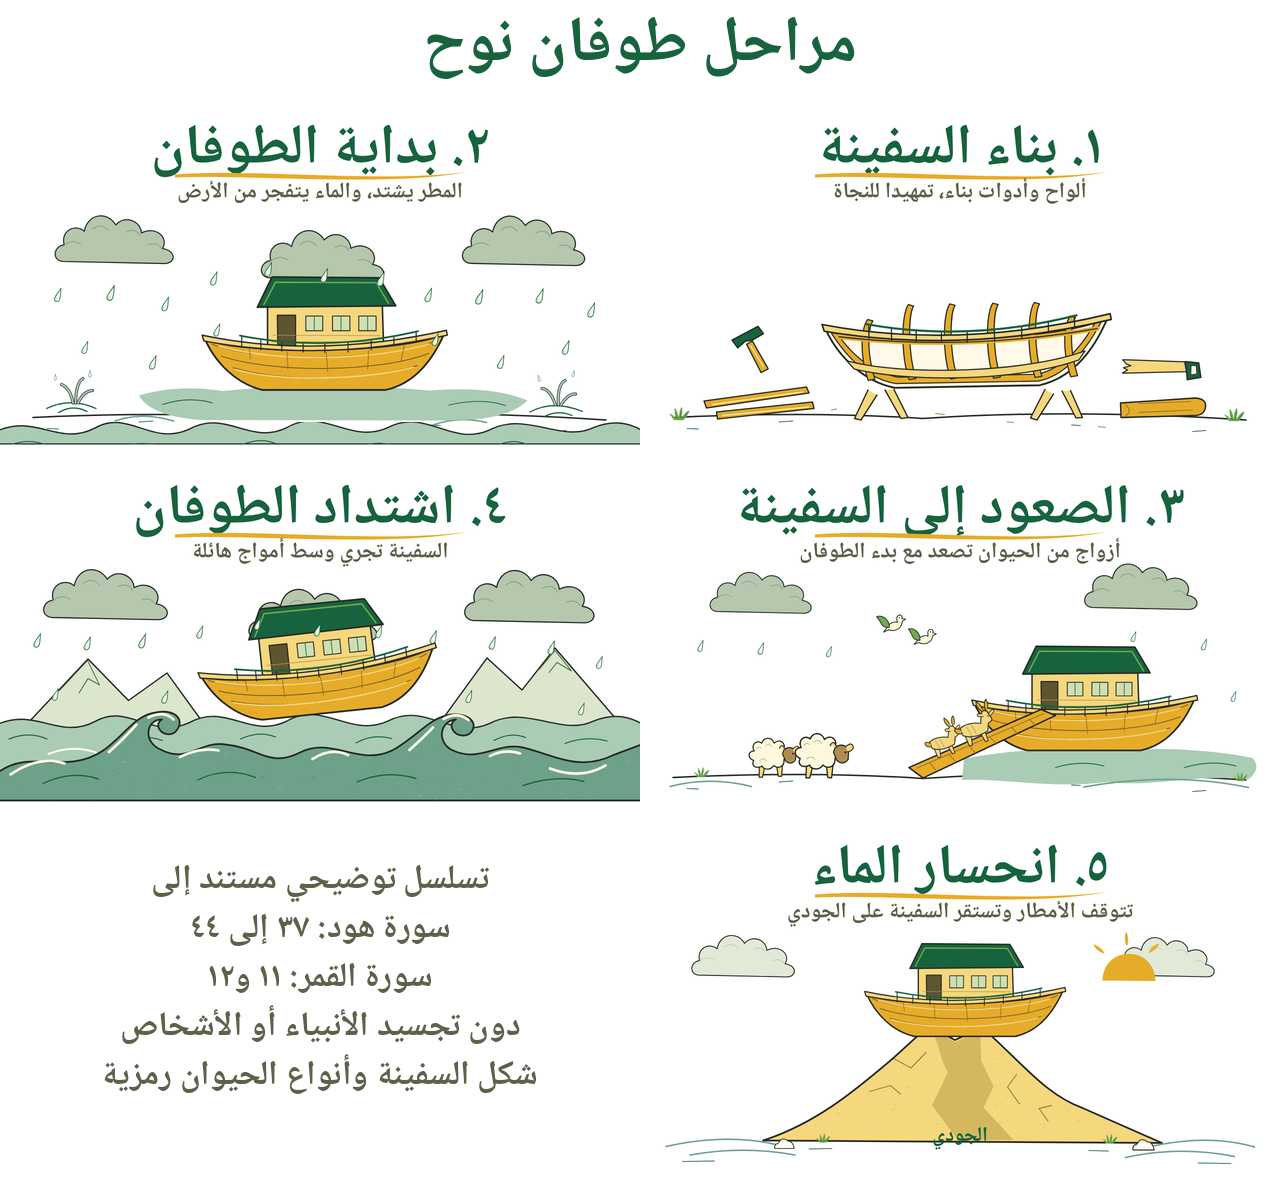 مراحل طوفان نوح
١. بناء السفينة
ألواح وأدوات بناء، تمهيدا للنجاة
٢. بداية الطوفان
المطر يشتد، والماء يتفجر من الأرض
٣. الصعود إلى السفينة
أزواج من الحيوان تصعد مع بدء الطوفان
٤. اشتداد الطوفان
السفينة تجري وسط أمواج هائلة
٥. انحسار الماء
تتوقف الأمطار وتستقر السفينة على الجودي
الجودي
تسلسل توضيحي مستند إلى
سورة هود: ٣٧ إلى ٤٤
سورة القمر: ١١ و١٢
دون تجسيد الأنبياء أو الأشخاص
شكل السفينة وأنواع الحيوان رمزية